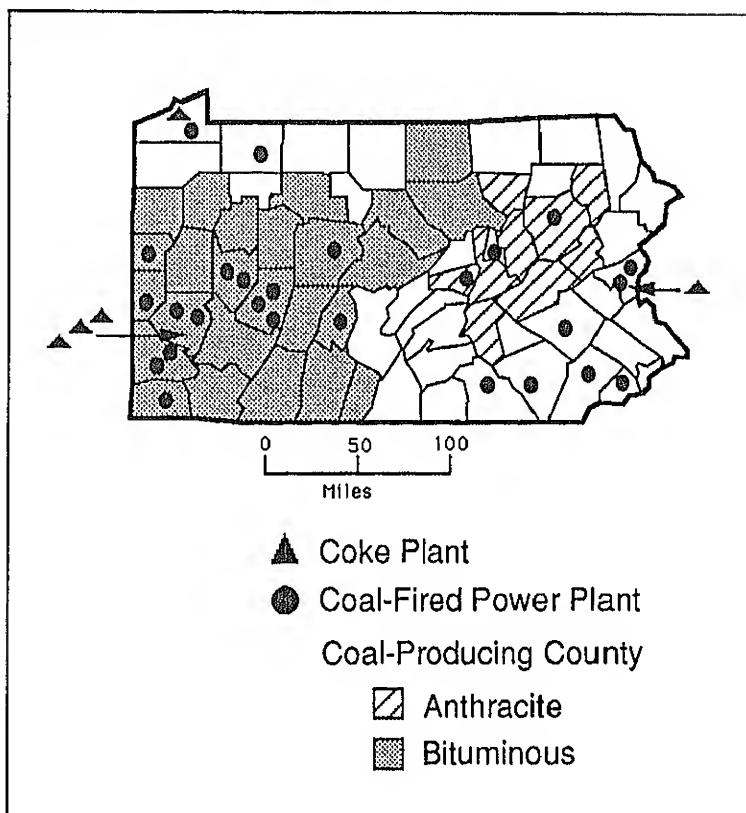 0 50 100
Miles
Coke Plant
Coal-Fired Power Plant
Coal-Producing County
Anthracite
Bituminous